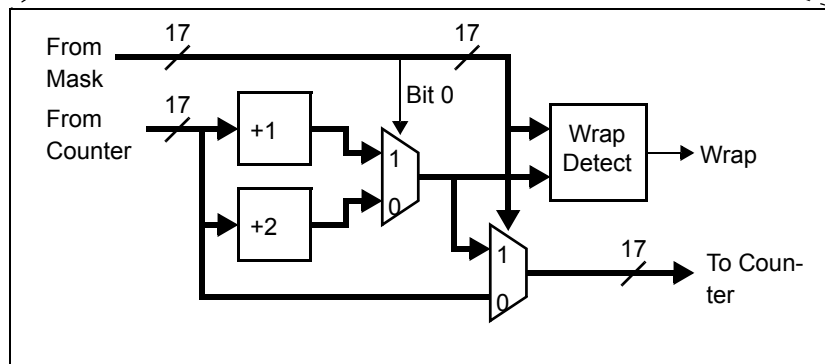 17
17
From
Mask
Bit 0
17
From
Counter
+1
1
Wrap
Detect
Wrap
0
+2
1
17
To Coun-
ter
0